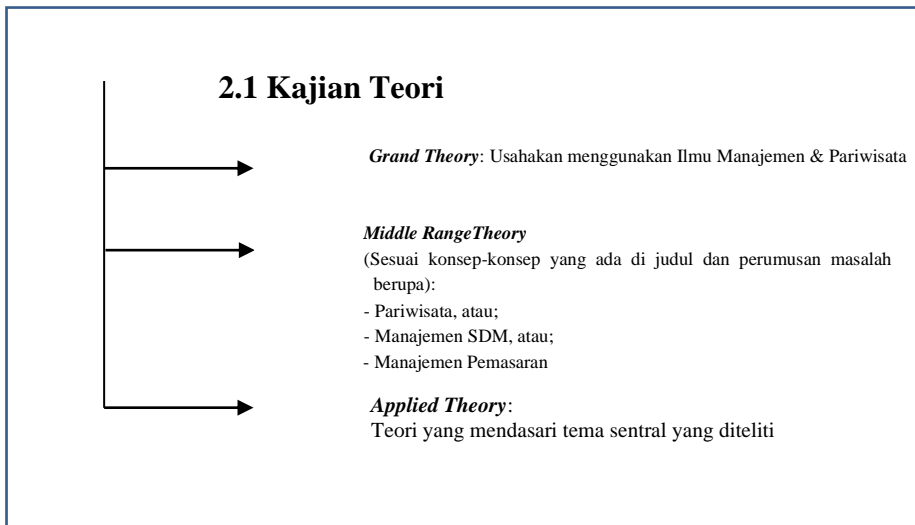 2.1 Kajian Teori
Grand Theory: Usahakan menggunakan Ilmu Manajemen & Pariwisata
Middle RangeTheory
(Sesuai konsep-konsep yang ada di judul dan perumusan masalah
berupa):
- Pariwisata, atau;
- Manajemen SDM, atau;
- Manajemen Pemasaran
Applied Theory:
Teori yang mendasari tema sentral yang diteliti